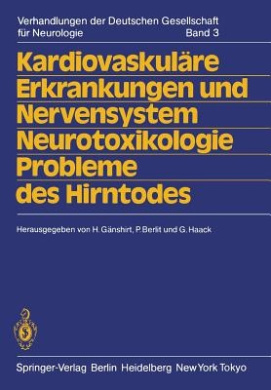 Verhandlungen der Deutschen Gesellschaft
für Neurologie Band 3
Kardiovaskuläre
Erkrankungen und
Nervensystem
Neurotoxikologie
Probleme
des Hirntodes
Herausgegeben von H. Gänshirt, P. Berlit und G. Haack
Springer-Verlag Berlin Heidelberg New York Tokyo